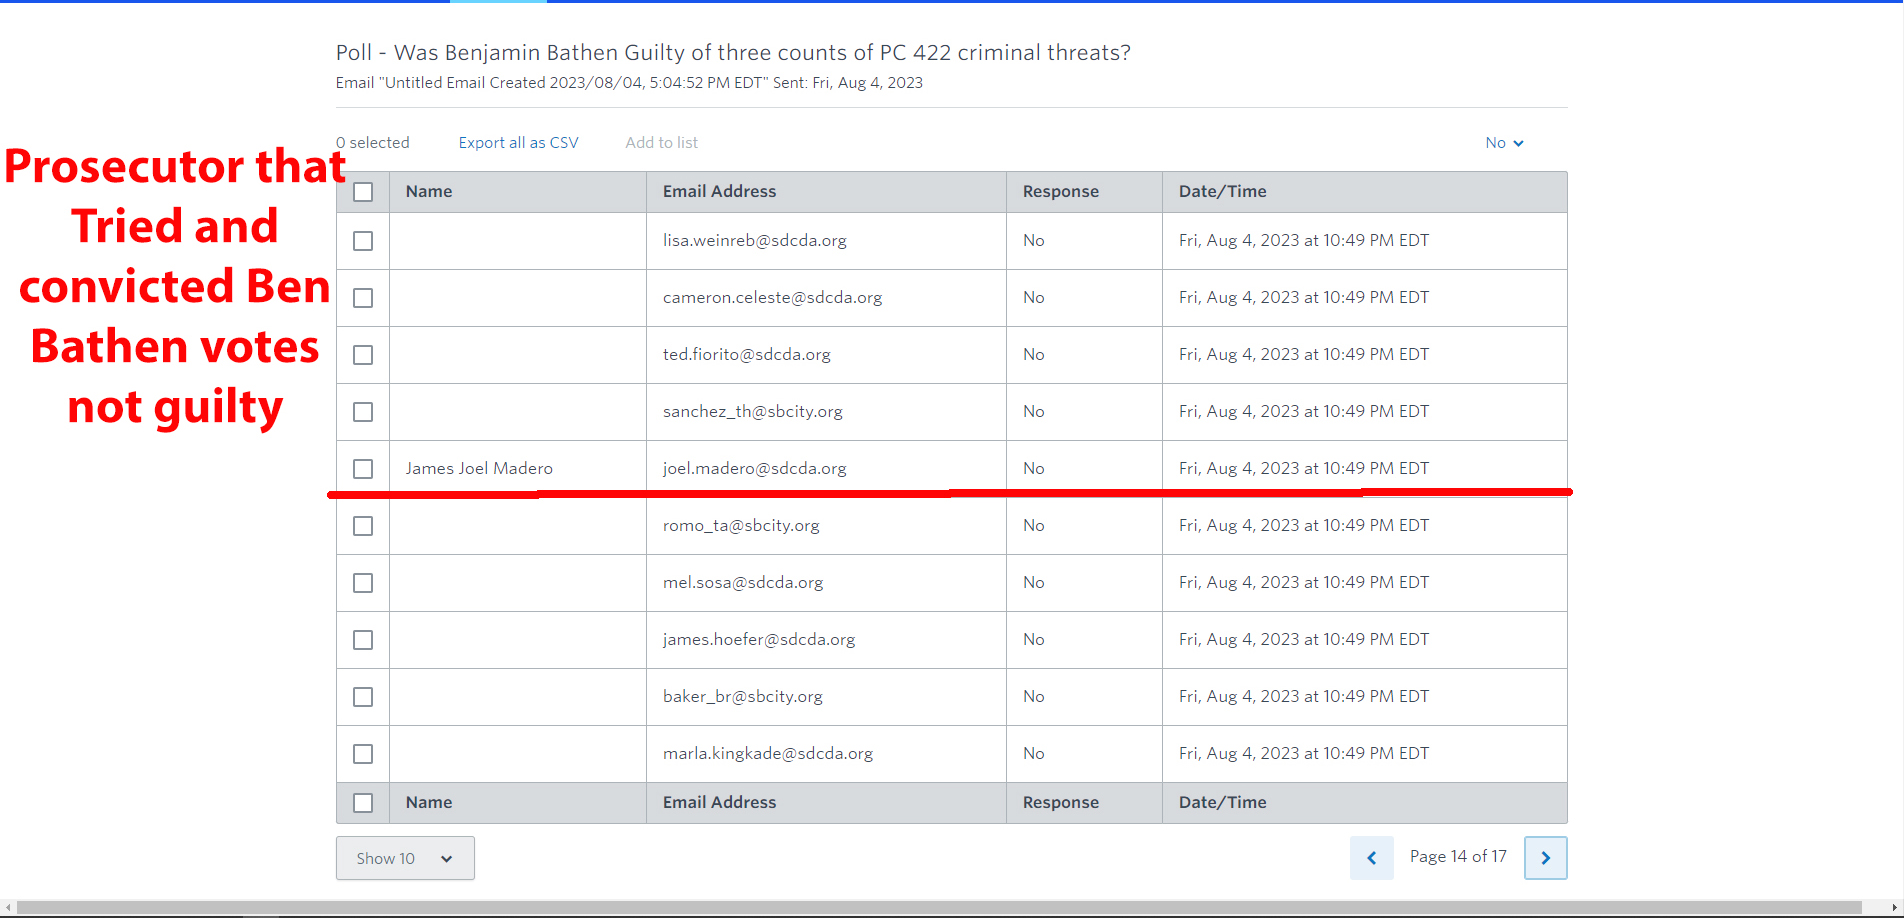 Poll - Was Benjamin Bathen Guilty of three counts of PC 422 criminal threats?
Email "Untitled Email Created 2023/08/04, 5:04:52 PM EDT" Sent: Fri, Aug 4, 2023
0 selected Export all as CSV Add to list No
Prosecutor that
Tried and
convicted Ben
Bathen votes
not guilty
Name Email Address Response Date/Time
lisa.weinreb@sdcda.org No Fri, Aug 4, 2023 at 10:49 PM EDT
cameron.celeste@sdcda.org No Fri, Aug 4, 2023 at 10:49 PM EDT
ted.fiorito@sdcda.org No Fri, Aug 4, 2023 at 10:49 PM EDT
sanchez_th@sbcity.org No Fri, Aug 4, 2023 at 10:49 PM EDT
James Joel Madero joel.madero@sdcda.org No Fri, Aug 4, 2023 at 10:49 PM EDT
romo_ta@sbcity.org No Fri, Aug 4, 2023 at 10:49 PM EDT
mel.sosa@sdcda.org No Fri, Aug 4, 2023 at 10:49 PM EDT
james.hoefer@sdcda.org No Fri, Aug 4, 2023 at 10:49 PM EDT
baker_br@sbcity.org No Fri, Aug 4, 2023 at 10:49 PM EDT
marla.kingkade@sdcda.org No Fri, Aug 4, 2023 at 10:49 PM EDT
Name Email Address Response Date/Time
Show 10 Page 14 of 17